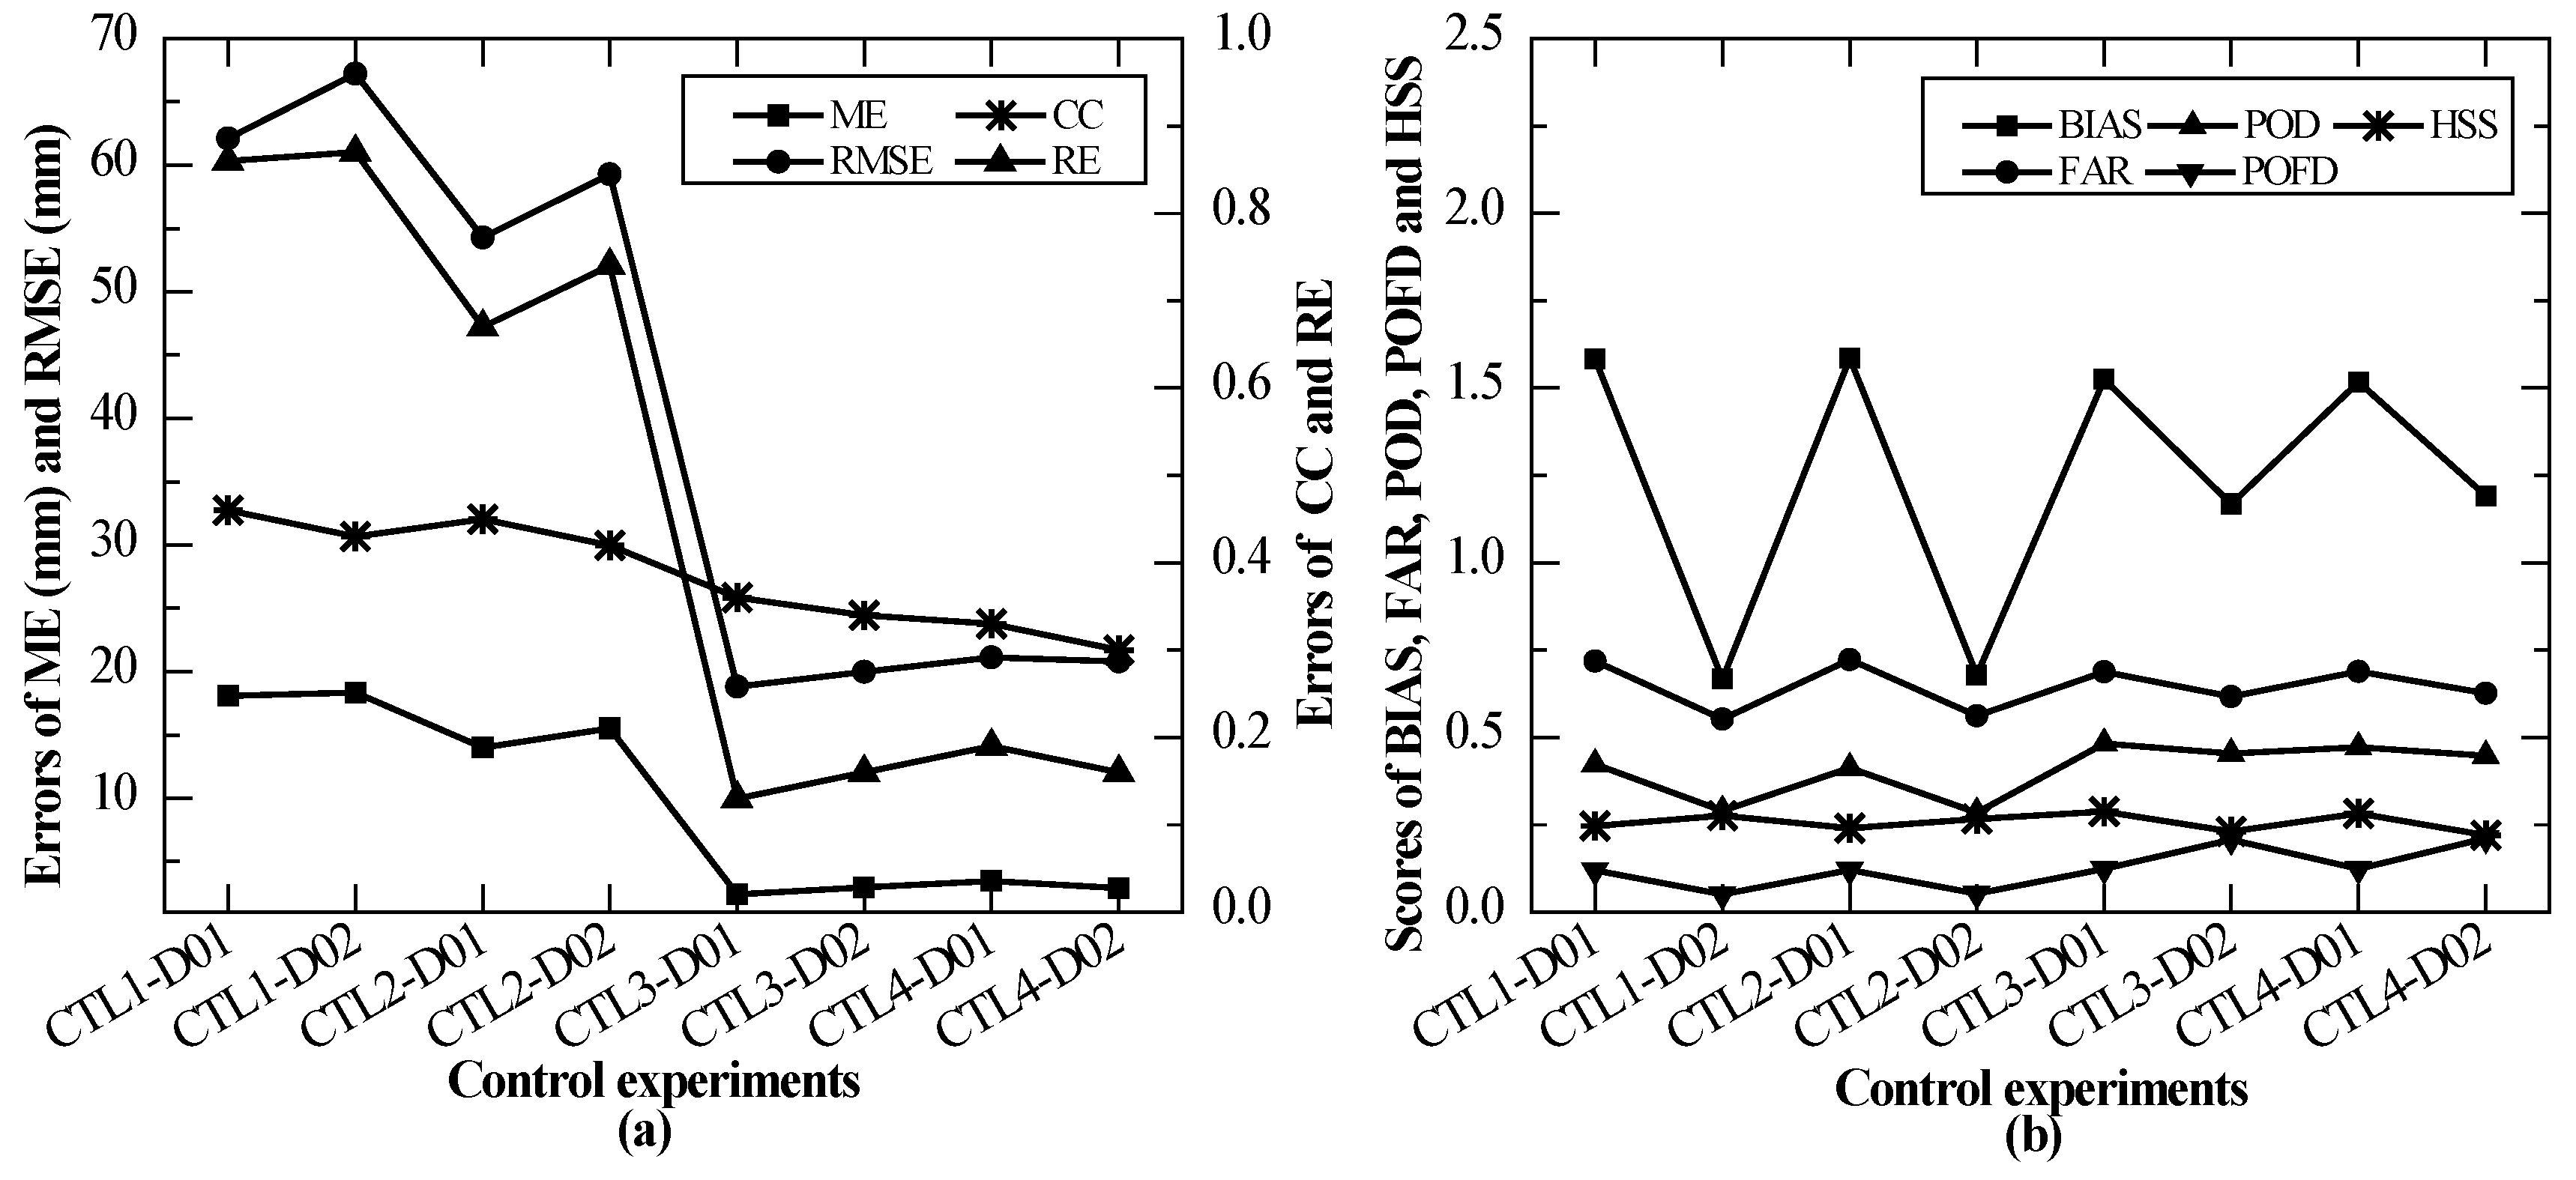 Errors of ME (mm) and RMSE (mm)
70
60
50
40
30
20
10
ME
CC
RMSE
RE
1.0
0.8
0.6
0.4
0.2
0.0
Errors of CC and RE
CTL1-D01
CTL1-D02
CTL2-D01
CTL2-D02
CTL3-D01
CTL3-D02
CTL4-D01
CTL4-D02
Control experiments
(a)
Scores of BIAS, FAR, POD, POFD and HSS
2.5
2.0
1.5
1.0
0.5
0.0
BIAS
POD
HSS
FAR
POFD
CTL1-D01
CTL1-D02
CTL2-D01
CTL2-D02
CTL3-D01
CTL3-D02
CTL4-D01
CTL4-D02
Control experiments
(b)